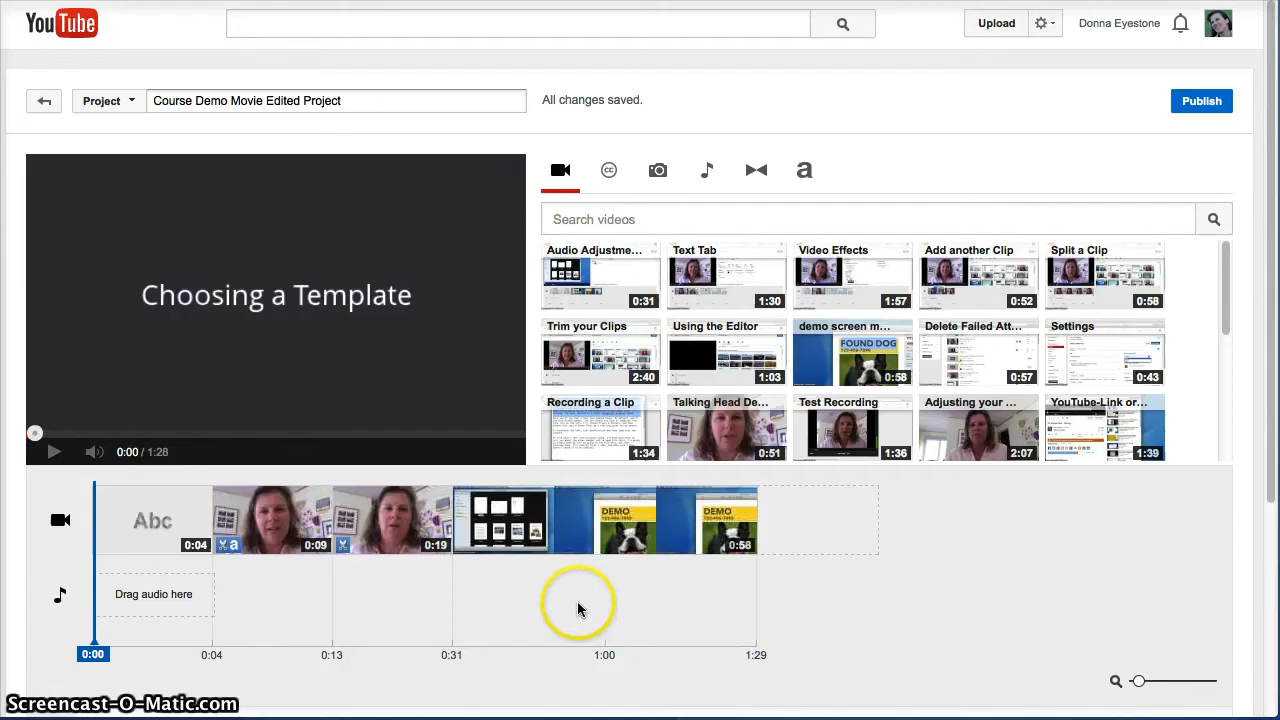 YouTube
Upload
Donna Eyestone
Project
Course Demo Movie Edited Project
All changes saved.
Publish
Choosing a Template
0:00 / 1:28
cc
a
Search videos
Audio Adjustme...
0:31
Text Tab
1:30
Video Effects
1:57
Add another Clip
0:52
Split a Clip
0:58
Trim your Clips
2:40
Using the Editor
1:03
demo screen m...
FOUND DOG
0:58
Delete Failed Att...
0:57
Settings
0:43
Recording a Clip
1:34
Talking Head De...
0:51
Test Recording
1:36
Adjusting your ...
2:07
YouTube-Link or...
1:39
Abc
0:04
a
0:09
0:19
DEMO
DEMO
0:58
Drag audio here
0:00
0:04
0:13
0:31
1:00
1:29
Screencast-O-Matic.com